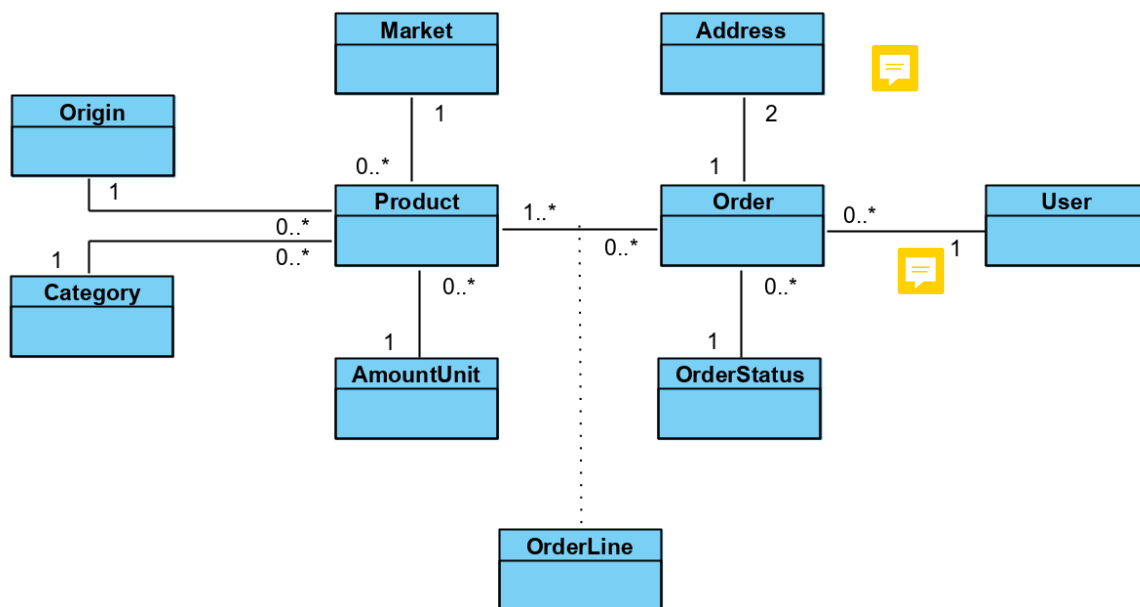 Market
Address
1
2
Origin
1
0..*
1
Product
Order
User
1..*
0..*
0..*
1
0..*
0..*
1
Category
0..*
0..*
1
1
AmountUnit
OrderStatus
OrderLine